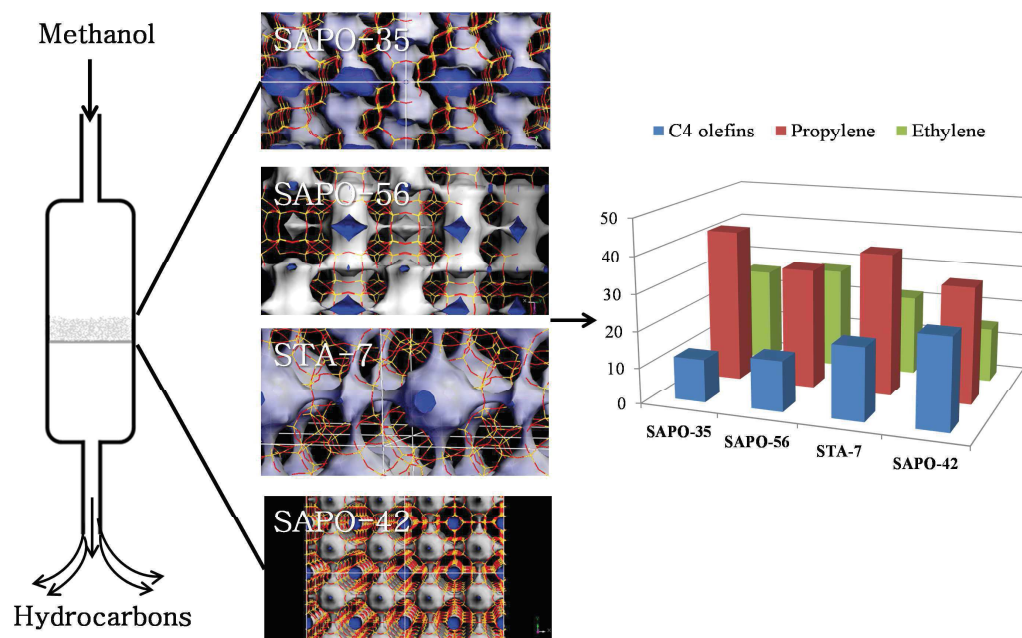 Methanol
Hydrocarbons
SAPO-35
SAPO-56
STA-7
SAPO-42
C4 olefins
Propylene
Ethylene
50
40
30
20
10
0
SAPO-35
SAPO-56
STA-7
SAPO-42